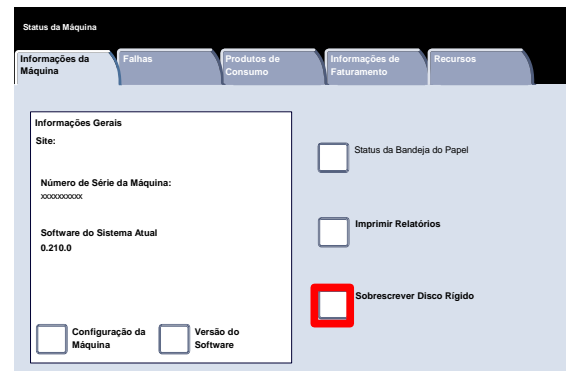 Status da Máquina
Informações da
Máquina
Falhas
Produtos de
Consumo
Informações de
Faturamento
Recursos
Informações Gerais
Site:
Número de Série da Máquina:
xxxxxxxxxx
Software do Sistema Atual
0.210.0
Configuração da
Máquina
Versão do
Software
Status da Bandeja do Papel
Imprimir Relatórios
Sobrescrever Disco Rígido